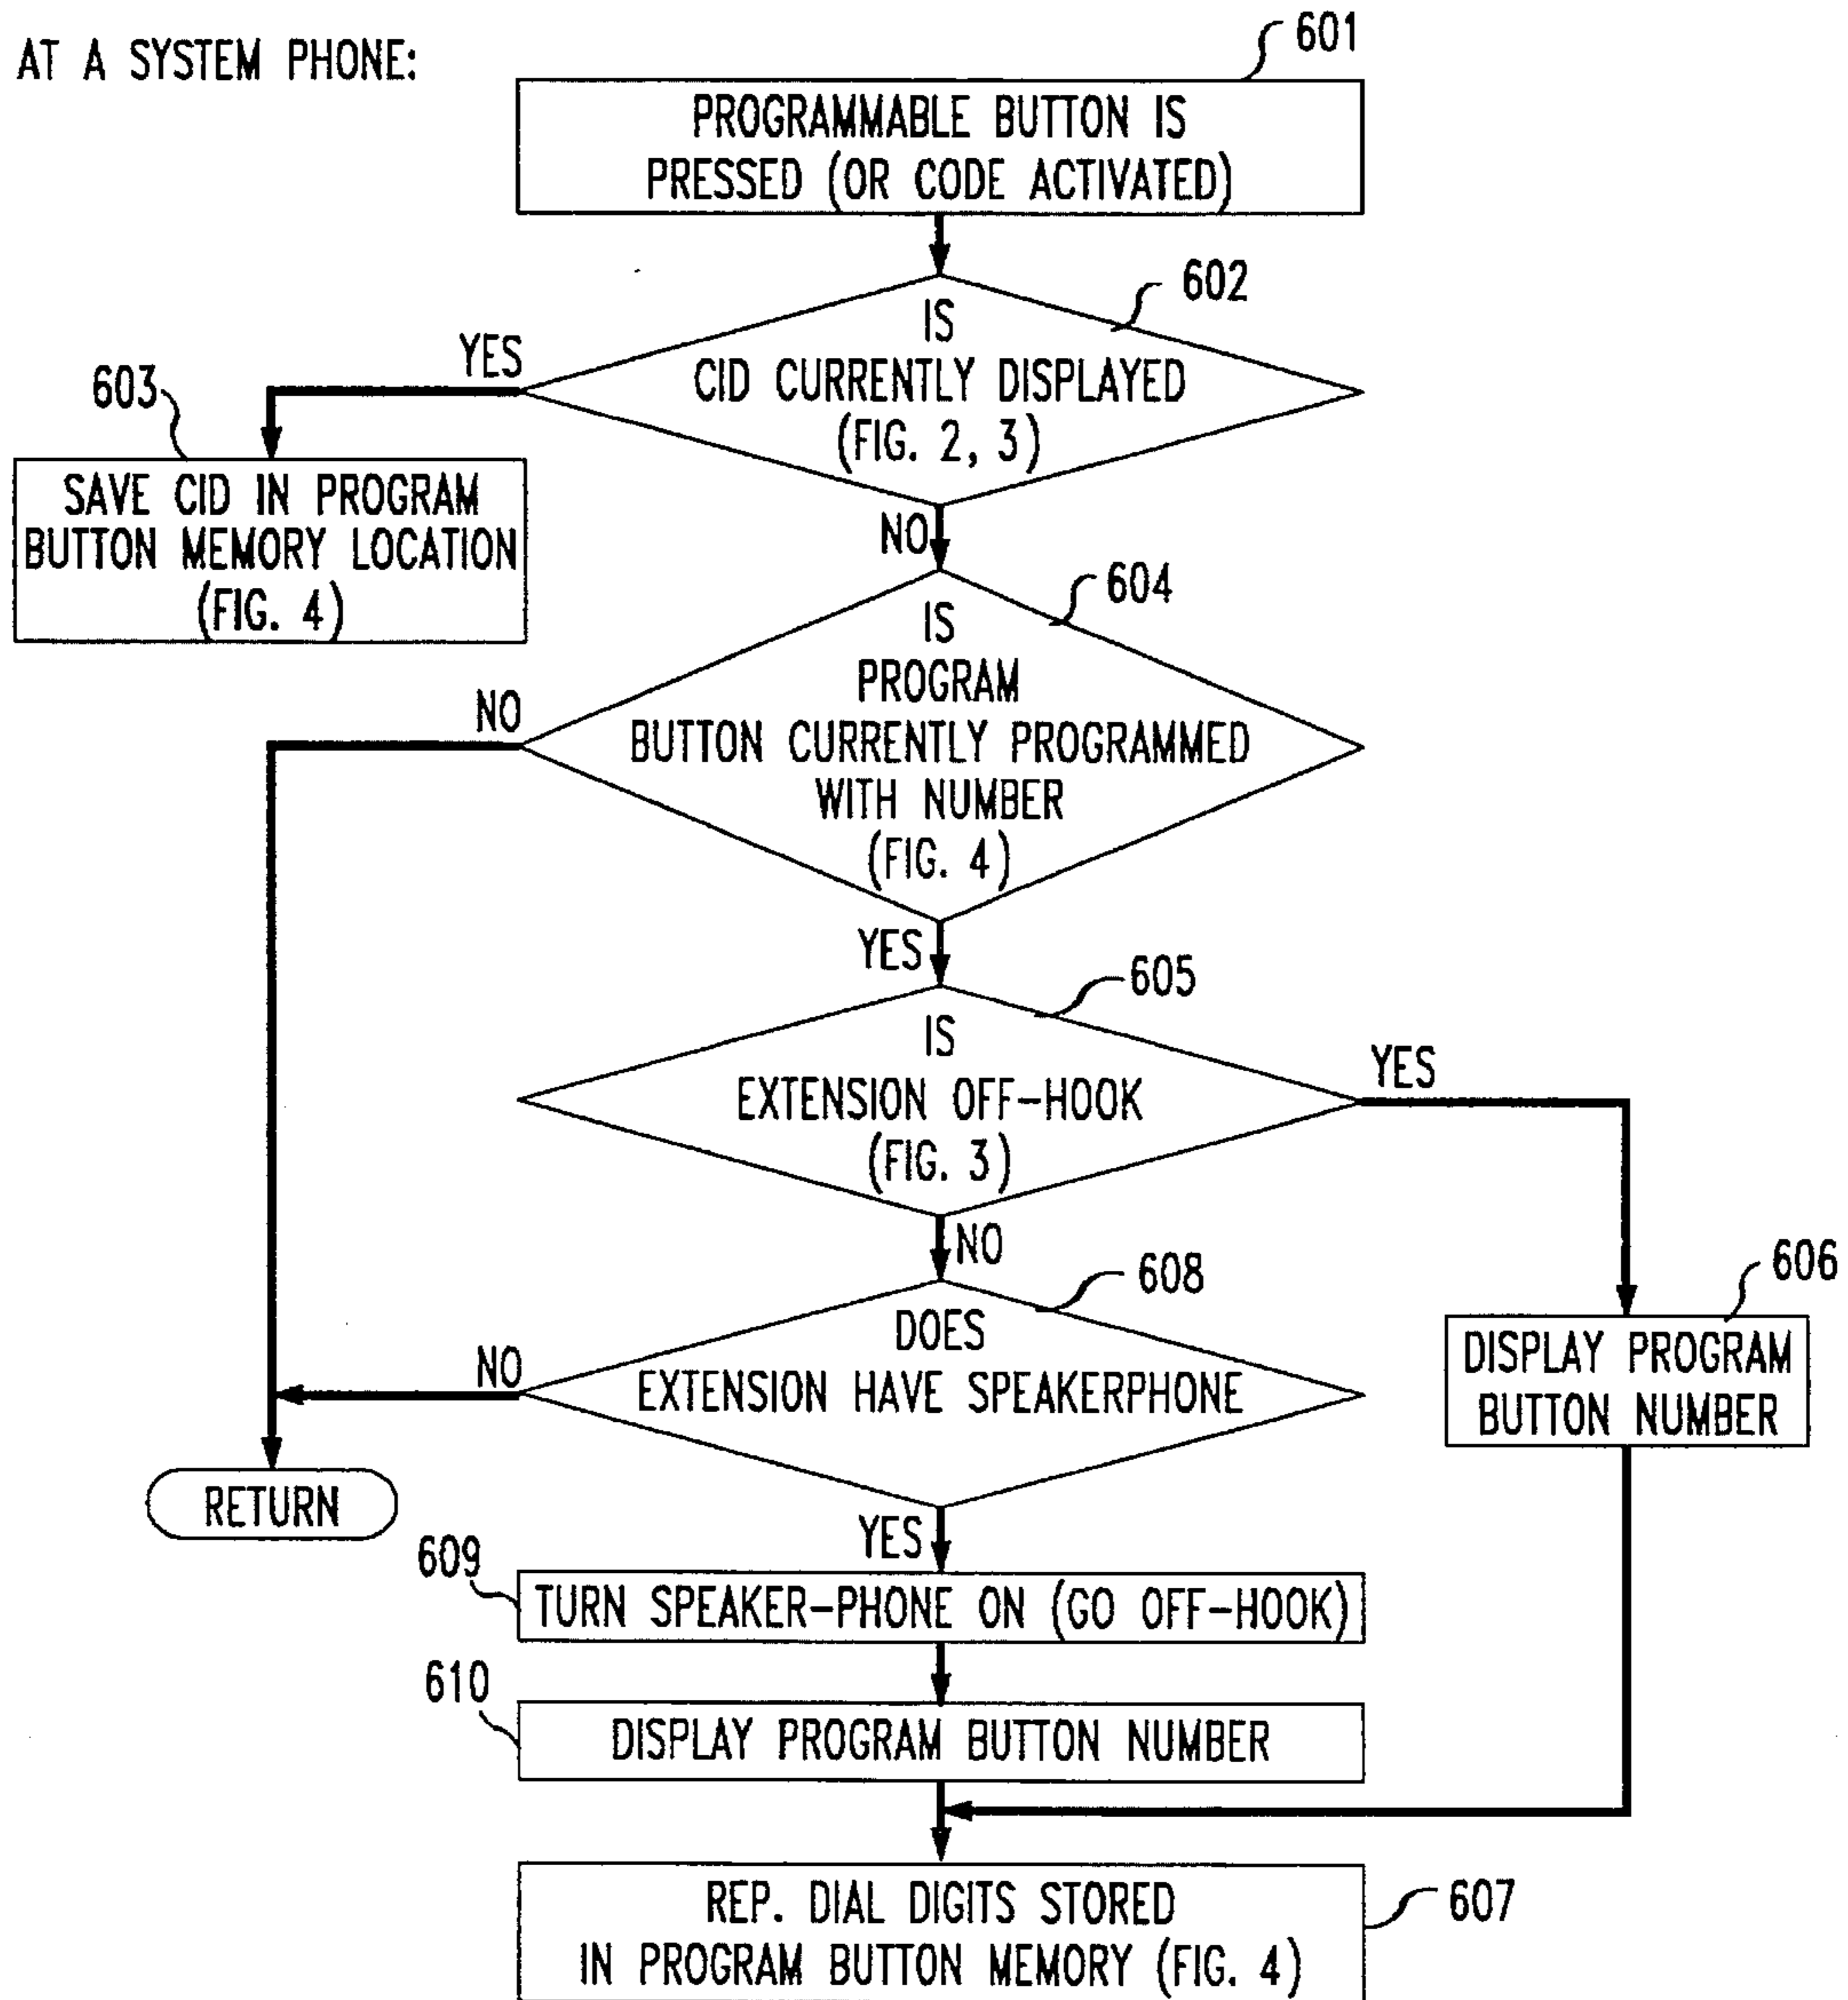 AT A SYSTEM PHONE:
601
PROGRAMMABLE BUTTON IS
PRESSED (OR CODE ACTIVATED)
602
IS
CID CURRENTLY DISPLAYED
(FIG. 2, 3)
YES
603
SAVE CID IN PROGRAM
BUTTON MEMORY LOCATION
(FIG. 4)
NO
604
IS
PROGRAM
BUTTON CURRENTLY PROGRAMMED
WITH NUMBER
(FIG. 4)
NO
YES
605
IS
EXTENSION OFF-HOOK
(FIG. 3)
YES
NO
606
DISPLAY PROGRAM
BUTTON NUMBER
608
DOES
EXTENSION HAVE SPEAKERPHONE
NO
RETURN
YES
609
TURN SPEAKER-PHONE ON (GO OFF-HOOK)
610
DISPLAY PROGRAM BUTTON NUMBER
REP. DIAL DIGITS STORED
IN PROGRAM BUTTON MEMORY (FIG. 4)
607